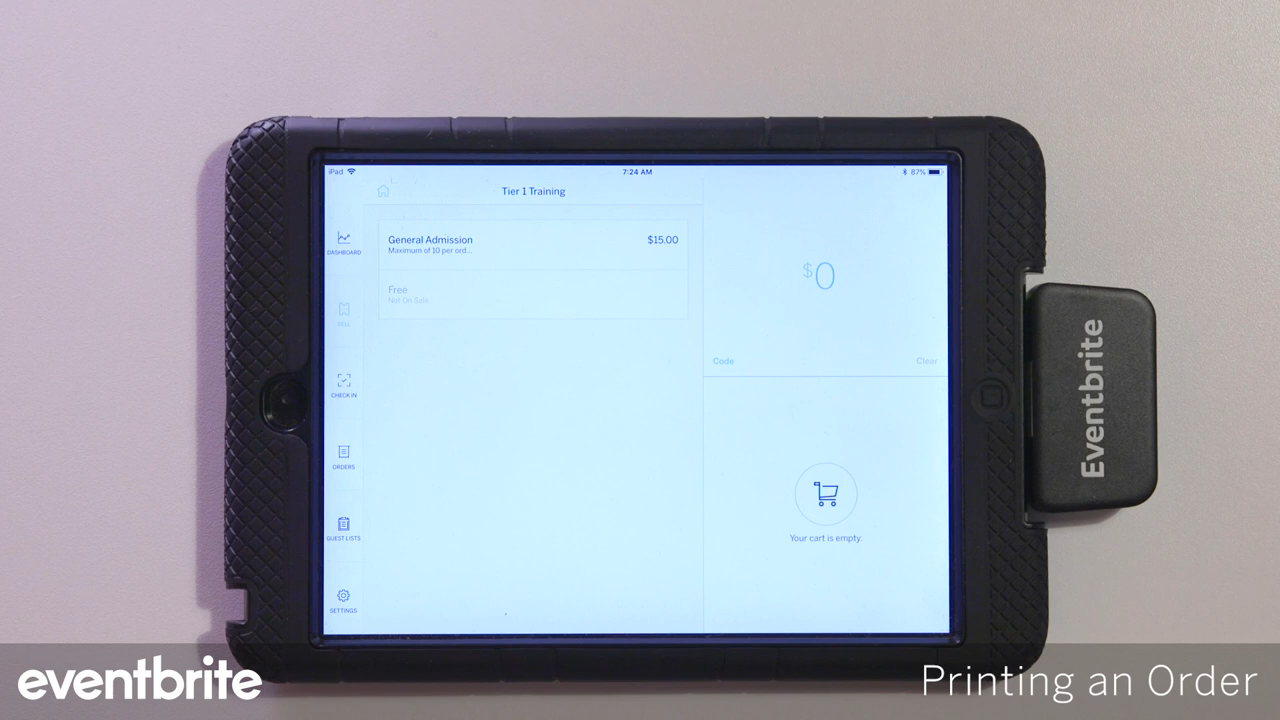 iPad
7:24 AM
87%
Tier 1 Training
DASHBOARD
SELL
CHECK IN
ORDERS
GUEST LISTS
SETTINGS
General Admission
$15.00
Maximum of 10 per ord...
Free
Not On Sale
$0
Code
Clear
Your cart is empty.
Eventbrite
eventbrite
Printing an Order